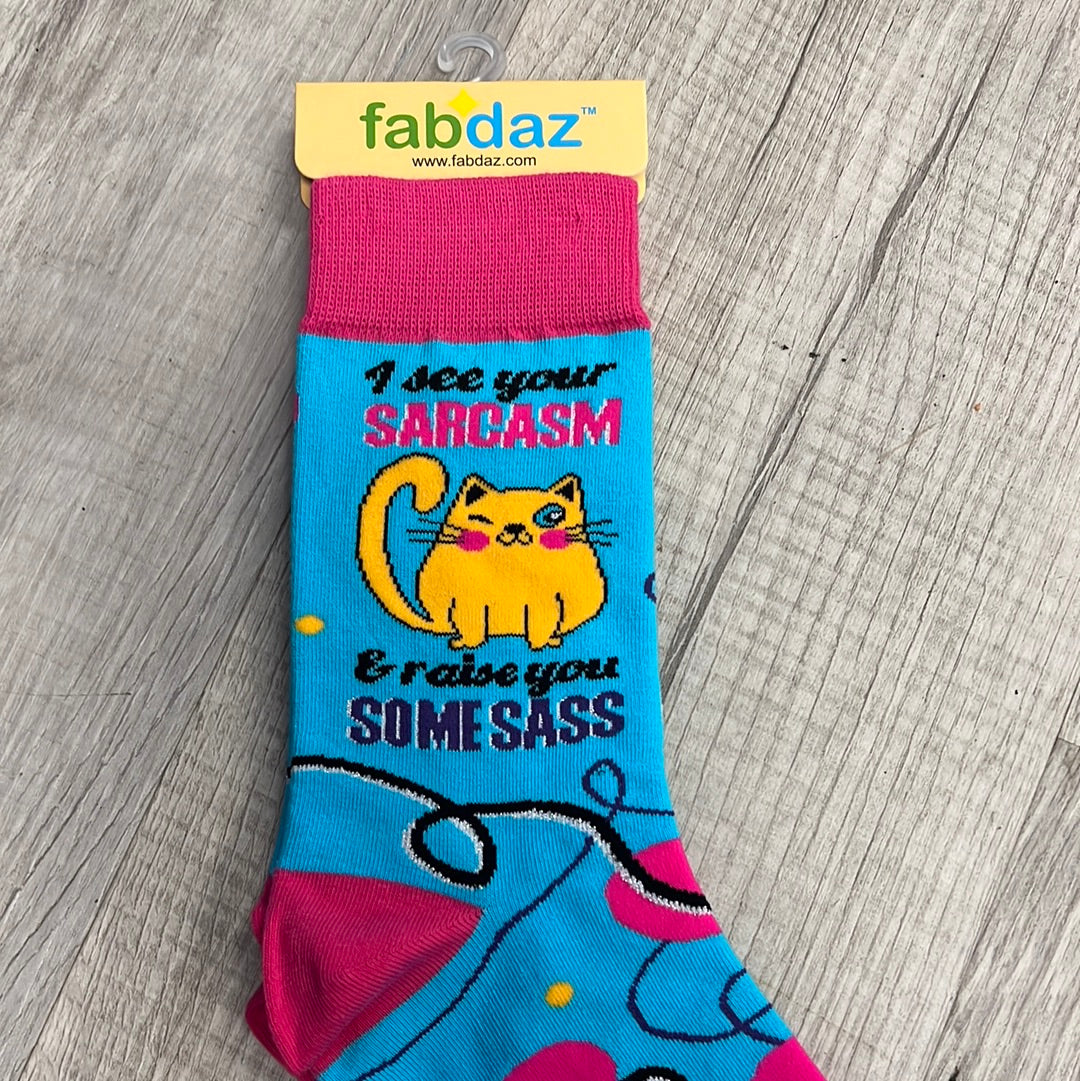 fabdaz™
www.fabdaz.com
I see your
SARCASM
& raise you
SOME SASS